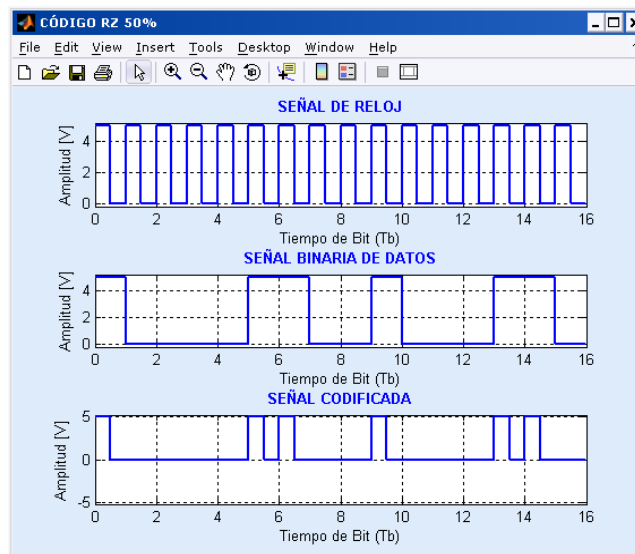 CÓDIGO RZ 50%
File Edit View Insert Tools Desktop Window Help
SEÑAL DE RELOJ
Amplitud [V]
4
2
0
0 2 4 6 8 10 12 14 16
Tiempo de Bit (Tb)
SEÑAL BINARIA DE DATOS
Amplitud [V]
4
2
0
0 2 4 6 8 10 12 14 16
Tiempo de Bit (Tb)
SEÑAL CODIFICADA
Amplitud [V]
5
0
-5
0 2 4 6 8 10 12 14 16
Tiempo de Bit (Tb)